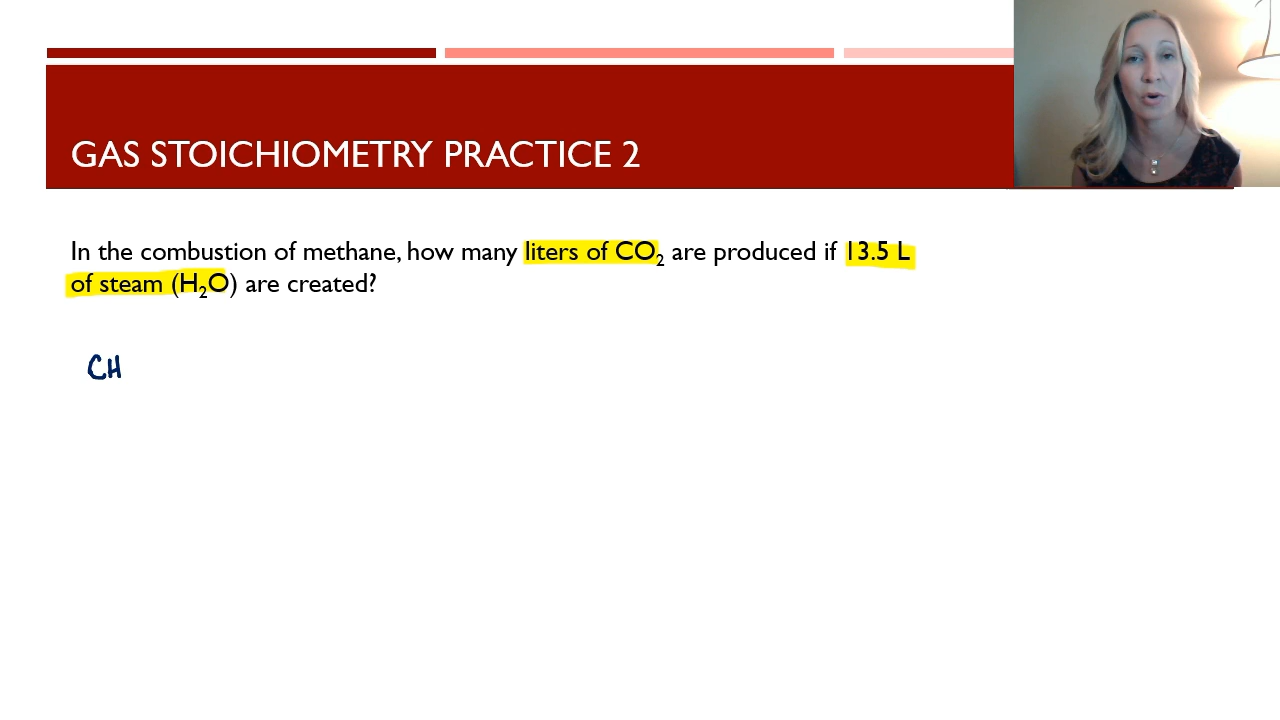 GAS STOICHIOMETRY PRACTICE 2
In the combustion of methane, how many liters of CO₂ are produced if 13.5 L
of steam (H₂O) are created?
CH